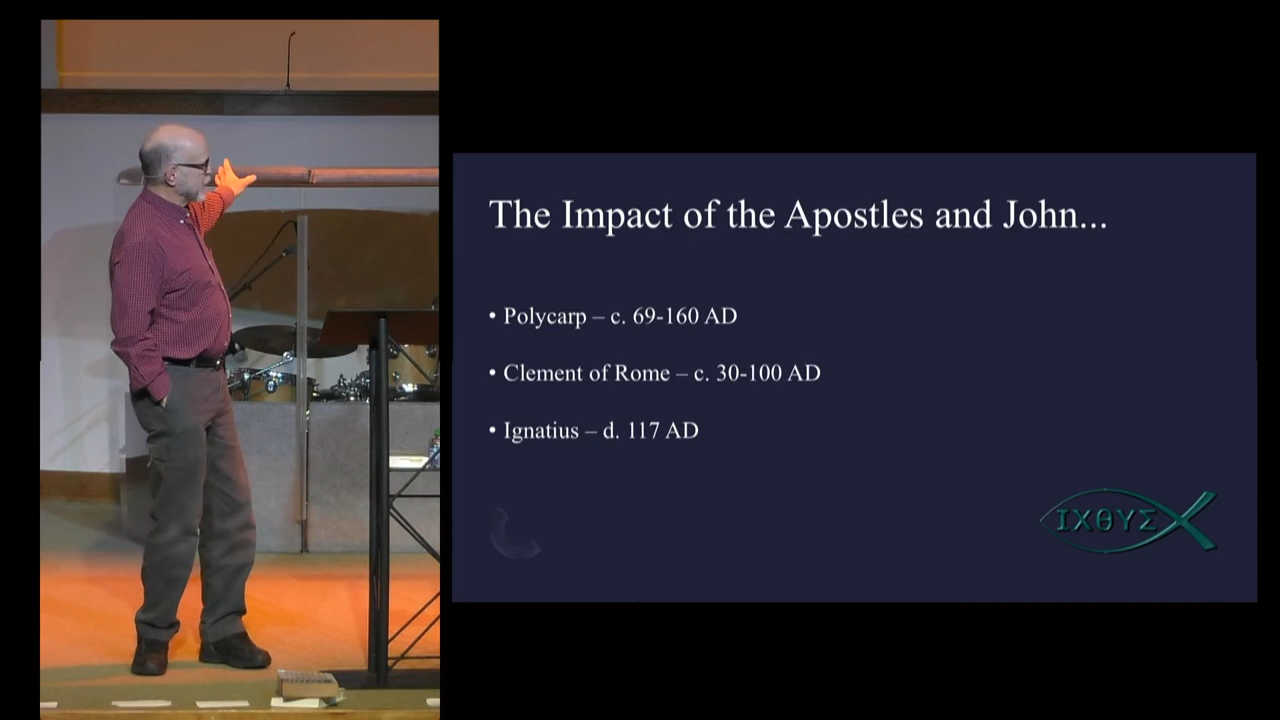 The Impact of the Apostles and John...
• Polycarp – c. 69-160 AD
• Clement of Rome – c. 30-100 AD
• Ignatius – d. 117 AD
ΙΧΘΥΣ